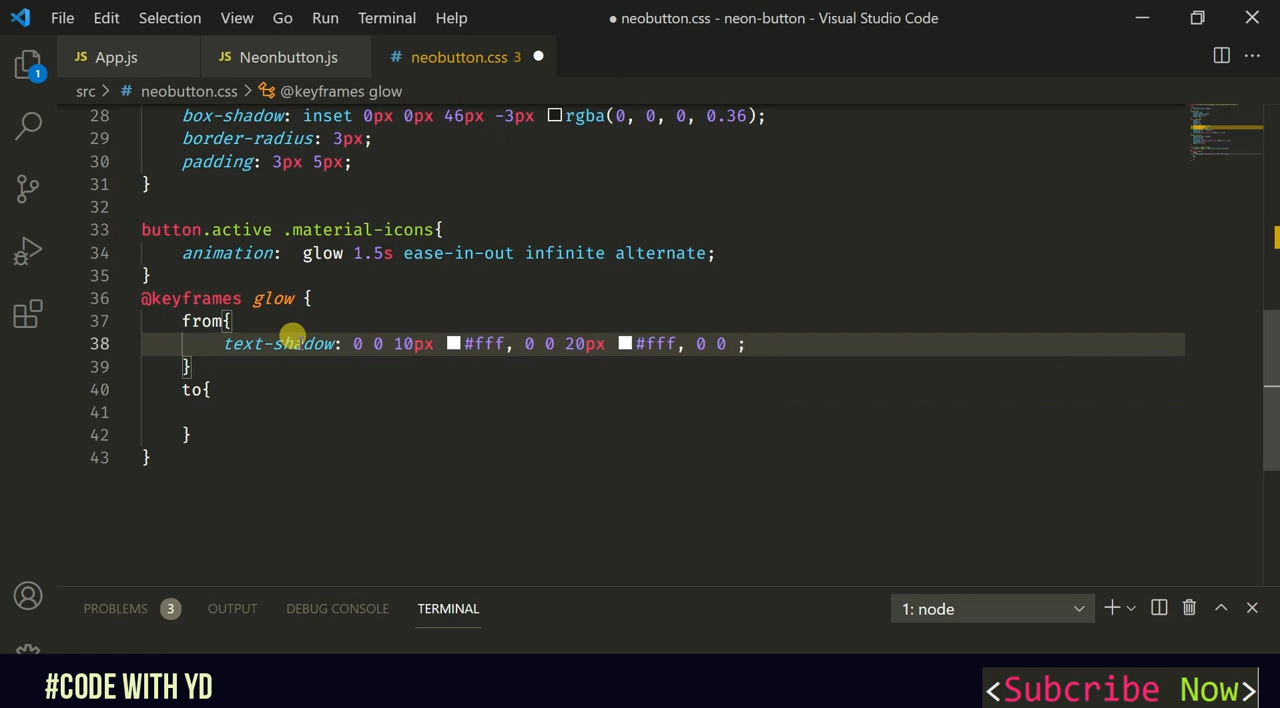 File Edit Selection View Go Run Terminal Help ● neobutton.css - neon-button - Visual Studio Code
JS App.js JS Neonbutton.js # neobutton.css 3
src > # neobutton.css > @keyframes glow
1
28 box-shadow: inset 0px 0px 46px -3px rgba(0, 0, 0, 0.36);
29 border-radius: 3px;
30 padding: 3px 5px;
31 }
32
33 button.active .material-icons{
34 animation:  glow 1.5s ease-in-out infinite alternate;
35 }
36 @keyframes glow {
37 from{
38 text-shadow: 0 0 10px #fff, 0 0 20px #fff, 0 0 ;
39 }
40 to{
41
42 }
43 }
PROBLEMS 3 OUTPUT DEBUG CONSOLE TERMINAL 1: node
#CODE WITH YD
<Subcribe Now>